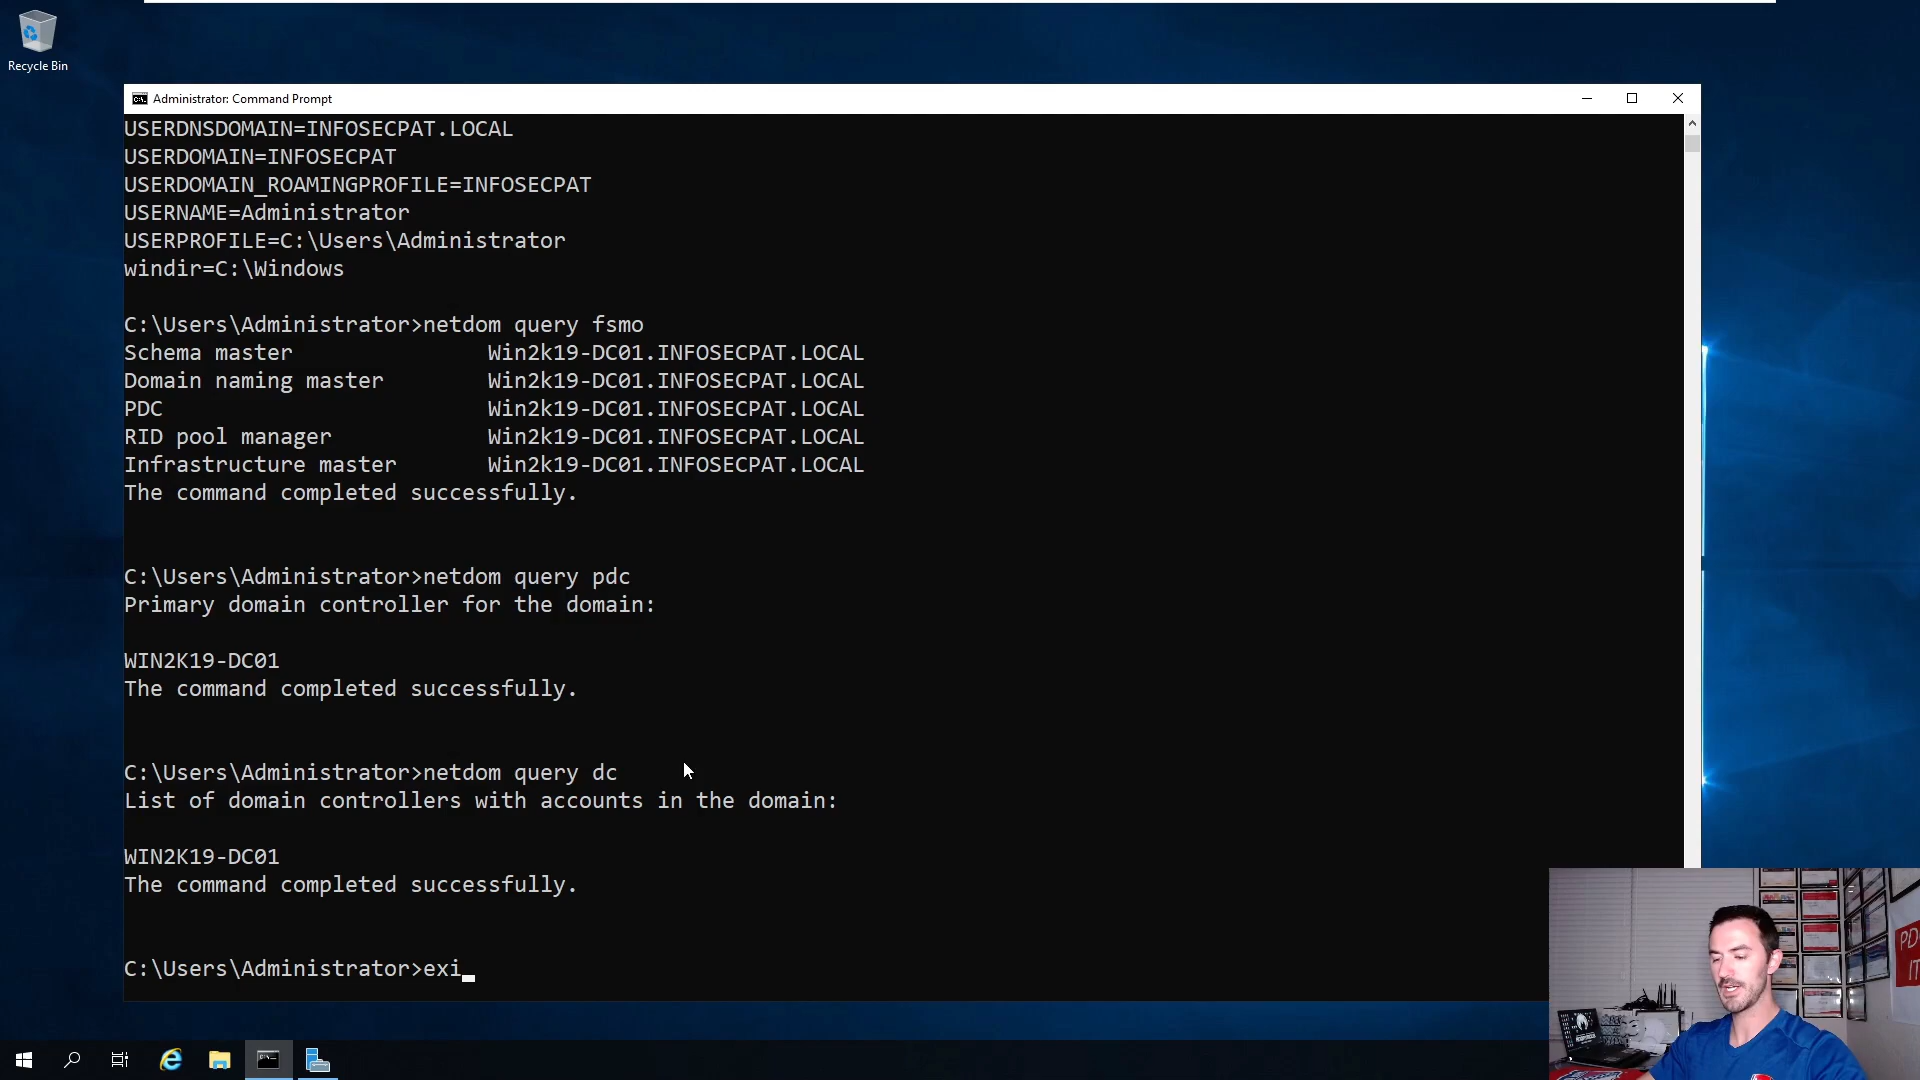 Recycle Bin
Administrator: Command Prompt
USERDNSDOMAIN=INFOSECPAT.LOCAL
USERDOMAIN=INFOSECPAT
USERDOMAIN_ROAMINGPROFILE=INFOSECPAT
USERNAME=Administrator
USERPROFILE=C:\Users\Administrator
windir=C:\Windows
C:\Users\Administrator>netdom query fsmo
Schema master Win2k19-DC01.INFOSECPAT.LOCAL
Domain naming master Win2k19-DC01.INFOSECPAT.LOCAL
PDC Win2k19-DC01.INFOSECPAT.LOCAL
RID pool manager Win2k19-DC01.INFOSECPAT.LOCAL
Infrastructure master Win2k19-DC01.INFOSECPAT.LOCAL
The command completed successfully.
C:\Users\Administrator>netdom query pdc
Primary domain controller for the domain:
WIN2K19-DC01
The command completed successfully.
C:\Users\Administrator>netdom query dc
List of domain controllers with accounts in the domain:
WIN2K19-DC01
The command completed successfully.
C:\Users\Administrator>exi